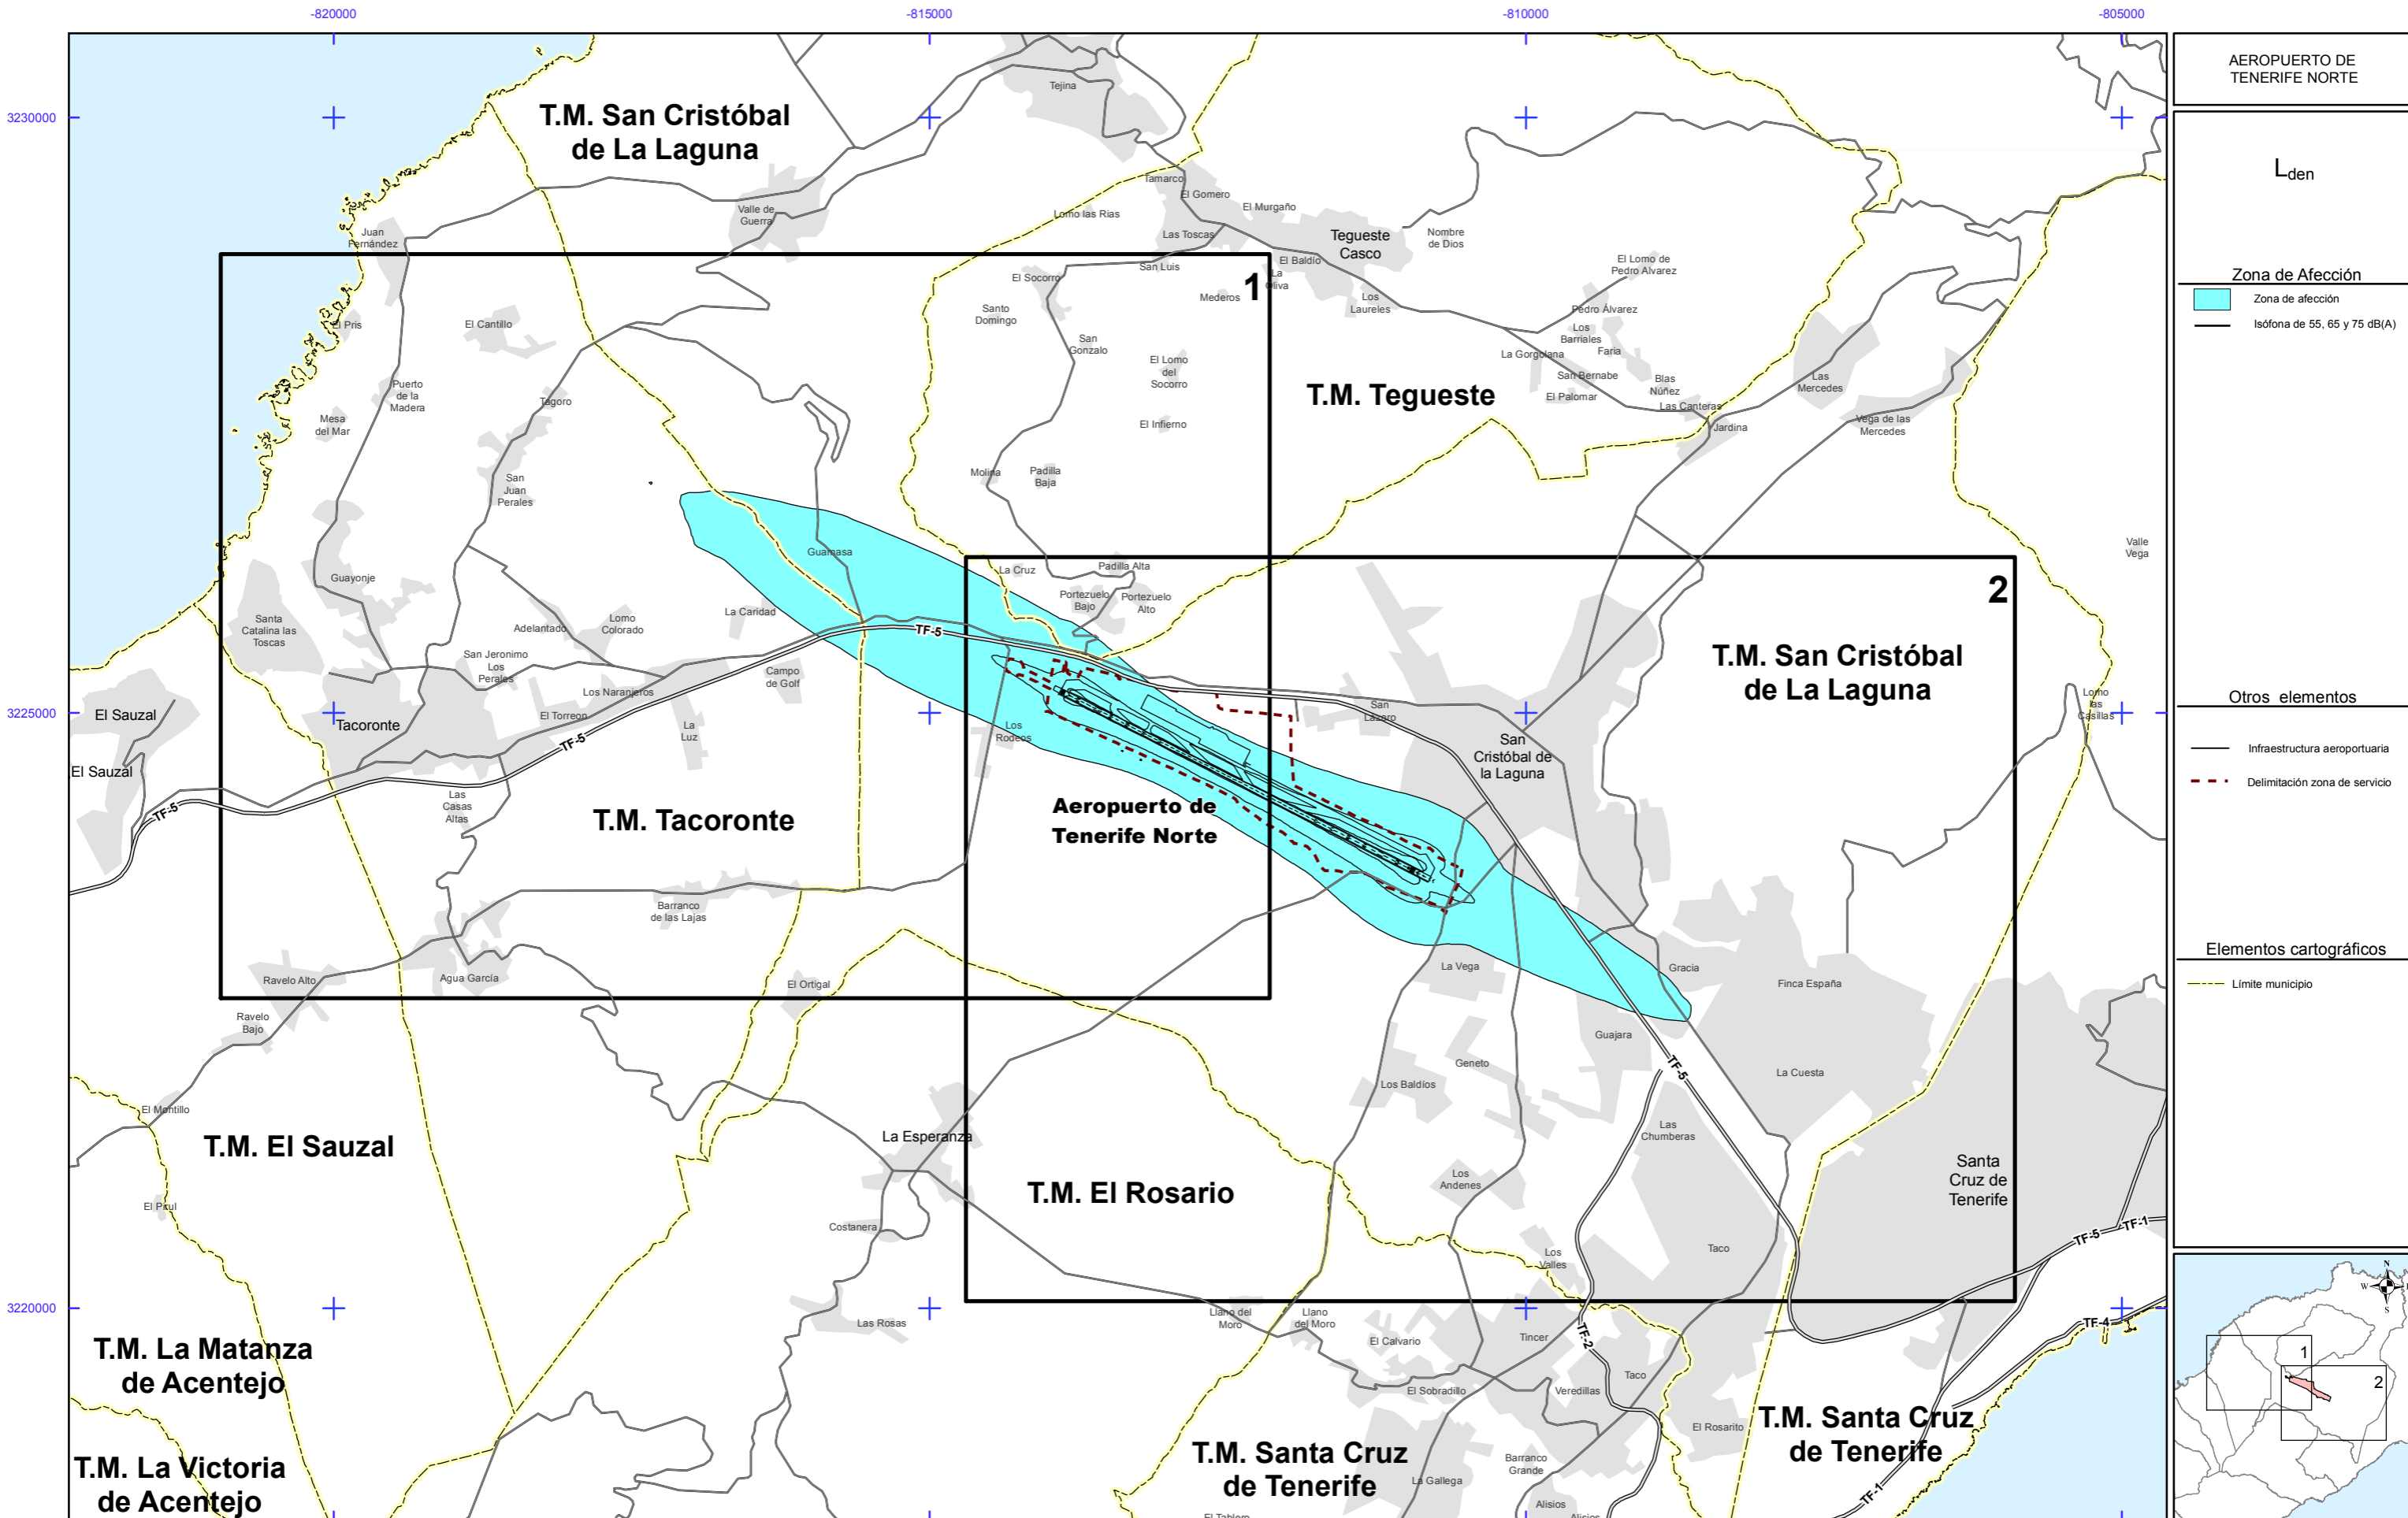 -820000
-815000
-810000
-805000
3230000
3225000
3220000
AEROPUERTO DE
TENERIFE NORTE
Lden
Zona de Afección
Zona de afección
Isófona de 55, 65 y 75 dB(A)
Otros elementos
Infraestructura aeroportuaria
Delimitación zona de servicio
Elementos cartográficos
Límite municipio
N
W
S
1
2
T.M. San Cristóbal
de La Laguna
Tejina
Tamarco
El Gomero
El Murgaño
Lomo las Rias
Valle de
Guerra
Juan
Fernández
Las Toscas
Tegueste
Casco
Nombre
de Dios
San Luis
El Baldío
La
Oliva
El Lomo de
Pedro Alvarez
1
El Socorro
Mederos
Los
Laureles
Santo
Domingo
Pedro Álvarez
El Pris
El Cantillo
San
Gonzalo
Los
Barriales
Faria
La Gorgolana
El Lomo
del
Socorro
San Bernabe
Blas
Núñez
Las
Mercedes
Puerto
de la
Madera
Tagoro
T.M. Tegueste
El Palomar
Las Canteras
Mesa
del Mar
El Infierno
Jardina
Vega de las
Mercedes
Molina
Padilla
Baja
San
Juan
Perales
Valle
Vega
Guamasa
La Cruz
Padilla Alta
Guayonje
2
Portezuelo
Bajo
Portezuelo
Alto
La Caridad
Santa
Catalina las
Toscas
Adelantado
Lomo
Colorado
TF-5
San Jeronimo
Los
Perales
Campo
de Golf
T.M. San Cristóbal
de La Laguna
Los Naranjeros
Lomo
las
Casillas
El Sauzal
Tacoronte
El Torreon
La
Luz
Los
Rodeos
San
Lázaro
TF-5
San
Cristóbal de
la Laguna
El Sauzal
TF-5
Las
Casas
Altas
T.M. Tacoronte
Aeropuerto de
Tenerife Norte
Barranco
de las Lajas
Ravelo Alto
Agua García
El Ortigal
La Vega
Gracia
Finca España
Ravelo
Bajo
Guajara
Geneto
TF-5
La Cuesta
Los Baldíos
El Montillo
T.M. El Sauzal
La Esperanza
Las
Chumberas
Los
Andenes
Santa
Cruz de
Tenerife
T.M. El Rosario
El Pirul
Costanera
TF-5
TF-1
Los
Valles
Taco
Las Rosas
Llano del
Moro
Llano
del Moro
El Calvario
Tincer
TF-2
TF-4
T.M. La Matanza
de Acentejo
Taco
El Sobradillo
Veredillas
El Rosarito
T.M. Santa Cruz
de Tenerife
T.M. Santa Cruz
de Tenerife
T.M. La Victoria
de Acentejo
Barranco
Grande
La Gallega
TF-1
Alisios
Alisios
El Tablero